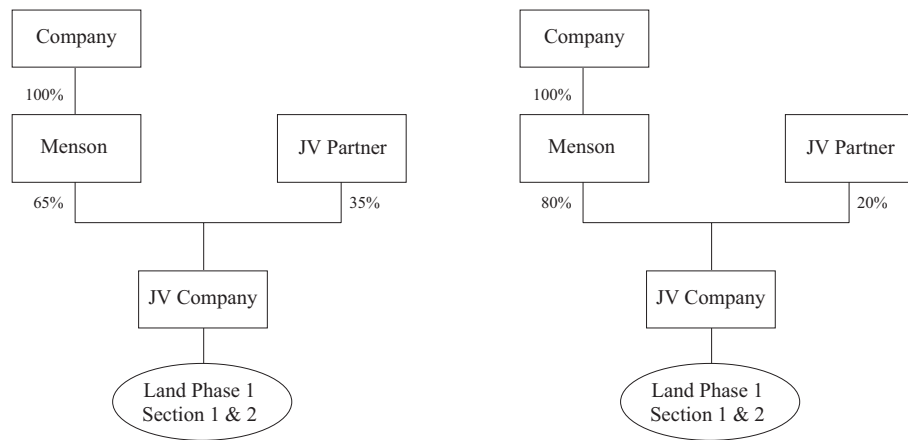 Company
100%
Menson
JV Partner
65%
35%
JV Company
Land Phase 1
Section 1 & 2
Company
100%
Menson
JV Partner
80%
20%
JV Company
Land Phase 1
Section 1 & 2